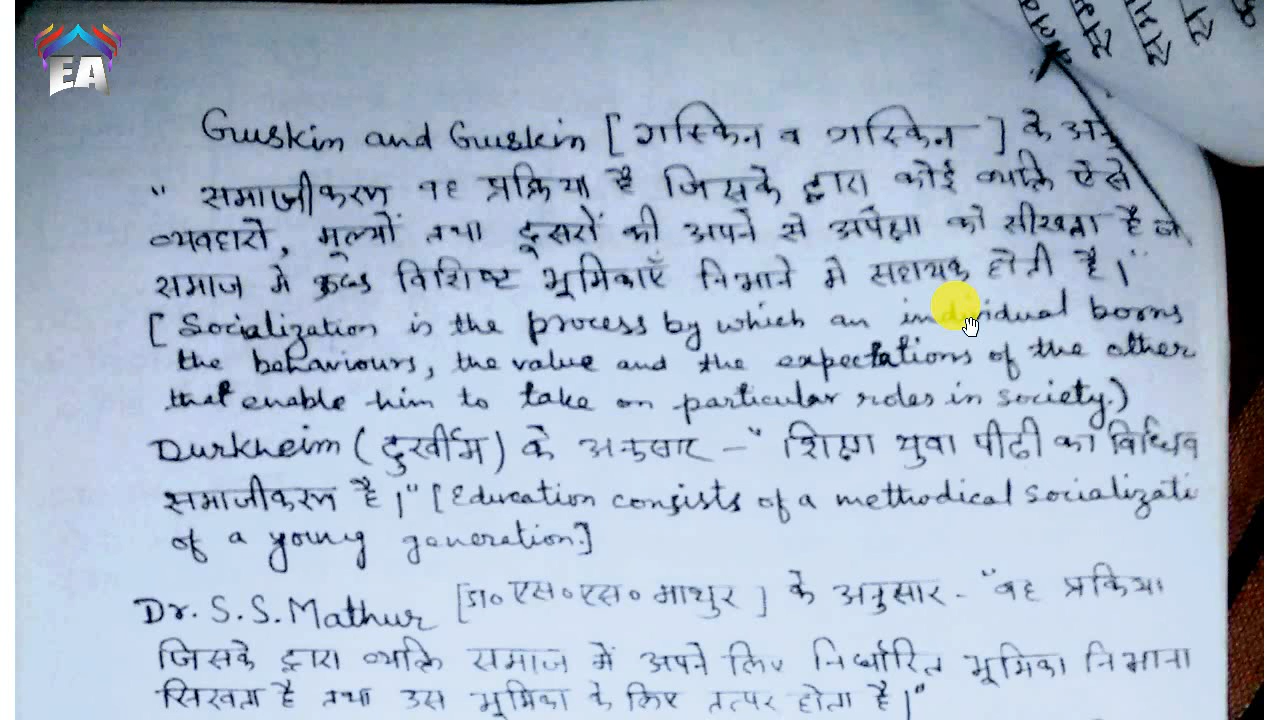 EA
Guskin and Guskin [ गास्किन व गास्किन ] के अनु
" समाजीकरण वह प्रक्रिया है जिसके द्वारा कोई व्यक्ति ऐसे
व्यवहारों, मूल्यों तथा दूसरों की अपने से अपेक्षा को सीखता है जो
समाज में कुछ विशिष्ट भूमिकाएँ निभाने में सहायक होती है।"
[ Socialization is the process by which an individual borns
the behaviours, the value and the expectations of the other
that enable him to take on particular roles in society.)
Durkheim ( दुर्खीम ) के अनुसार - " शिक्षा युवा पीढी का विधिव
समाजीकरण है।" [Education consists of a methodical socializati
of a young generation.]
Dr. S. S. Mathur [डा० एस० एस० माथुर ] के अनुसार - "वह प्रक्रिया
जिसके द्वारा व्यक्ति समाज में अपने लिए निर्धारित भूमिका निभाना
सिखता है तथा उस भूमिका के लिए तत्पर होता है।"